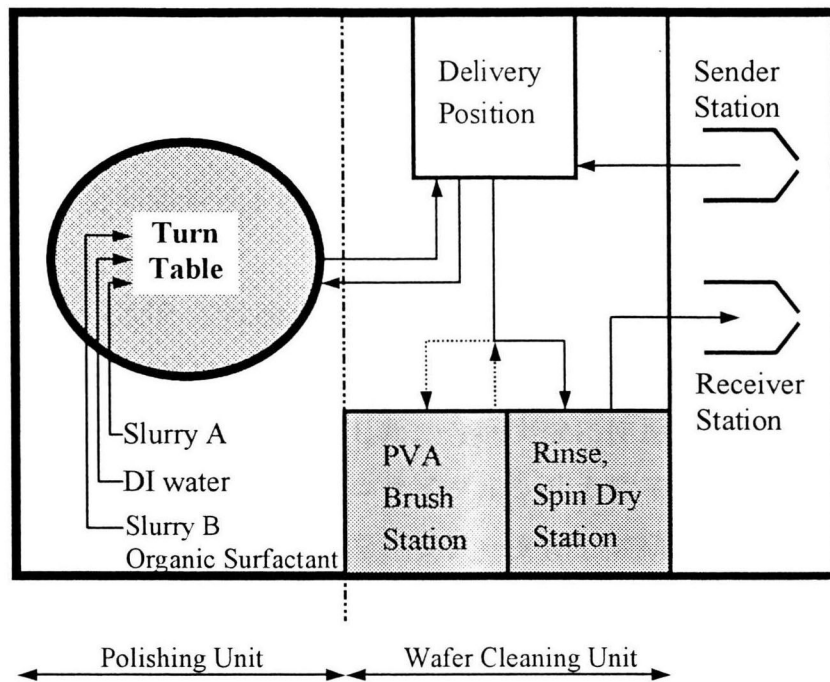 Delivery
Position
Sender
Station
Turn
Table
Receiver
Station
Slurry A
DI water
Slurry B
Organic Surfactant
PVA
Brush
Station
Rinse,
Spin Dry
Station
Polishing Unit
Wafer Cleaning Unit